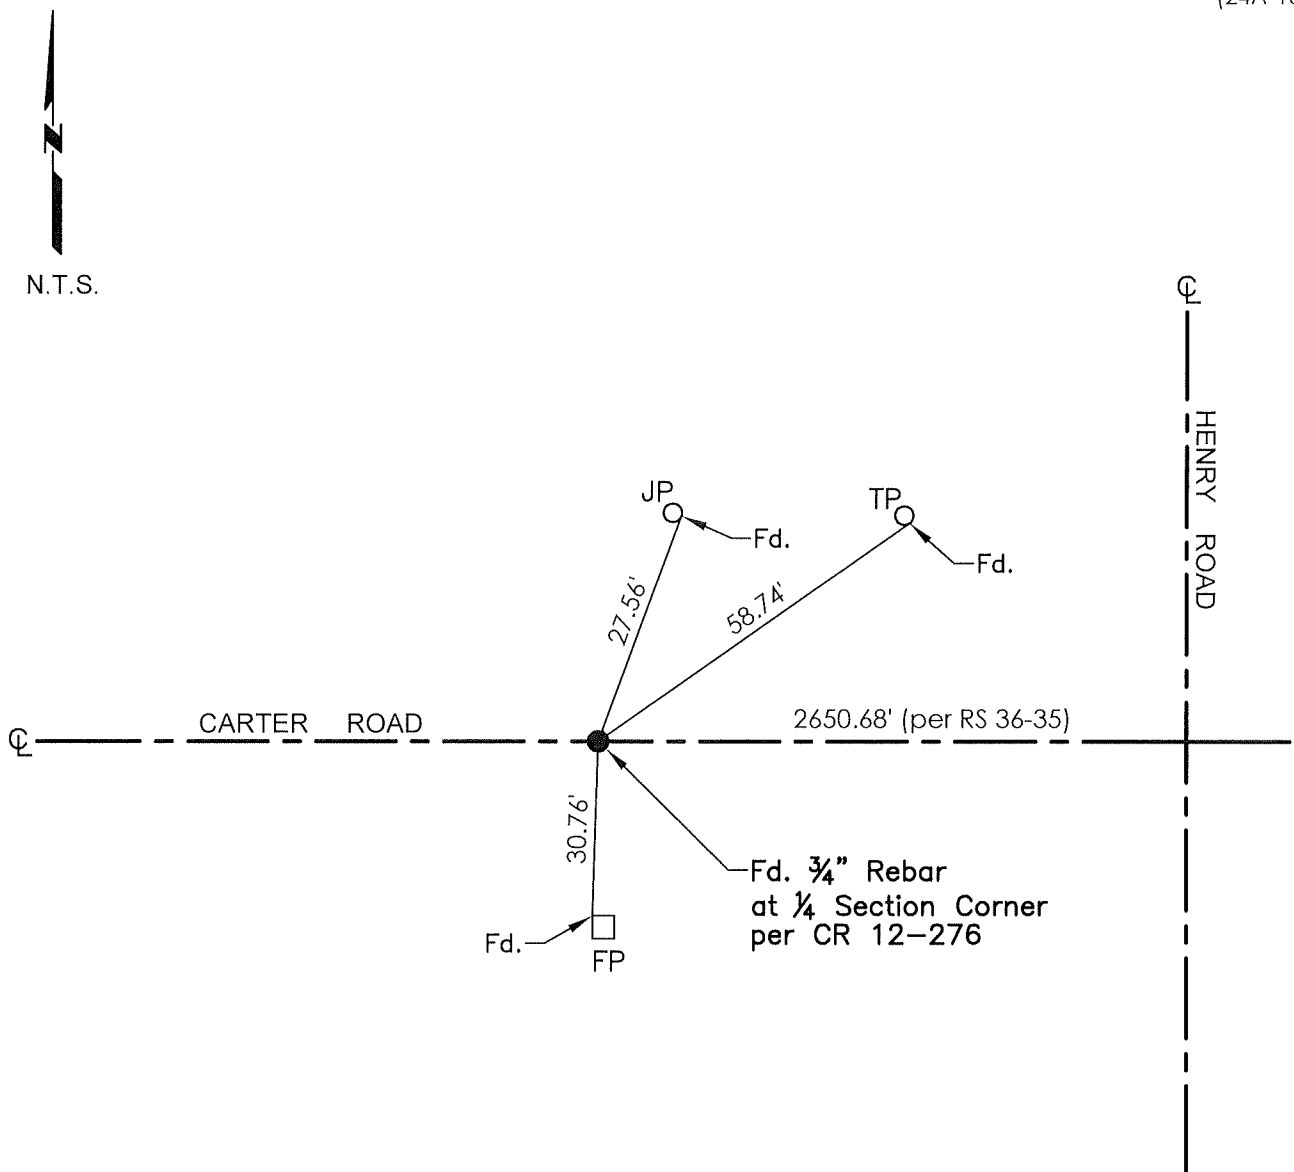 N
N.T.S.
℄
HENRY ROAD
JP
Fd.
TP
Fd.
27.56'
58.74'
℄
CARTER ROAD
2650.68' (per RS 36-35)
30.76'
Fd. ¾" Rebar
at ¼ Section Corner
per CR 12-276
Fd.
FP